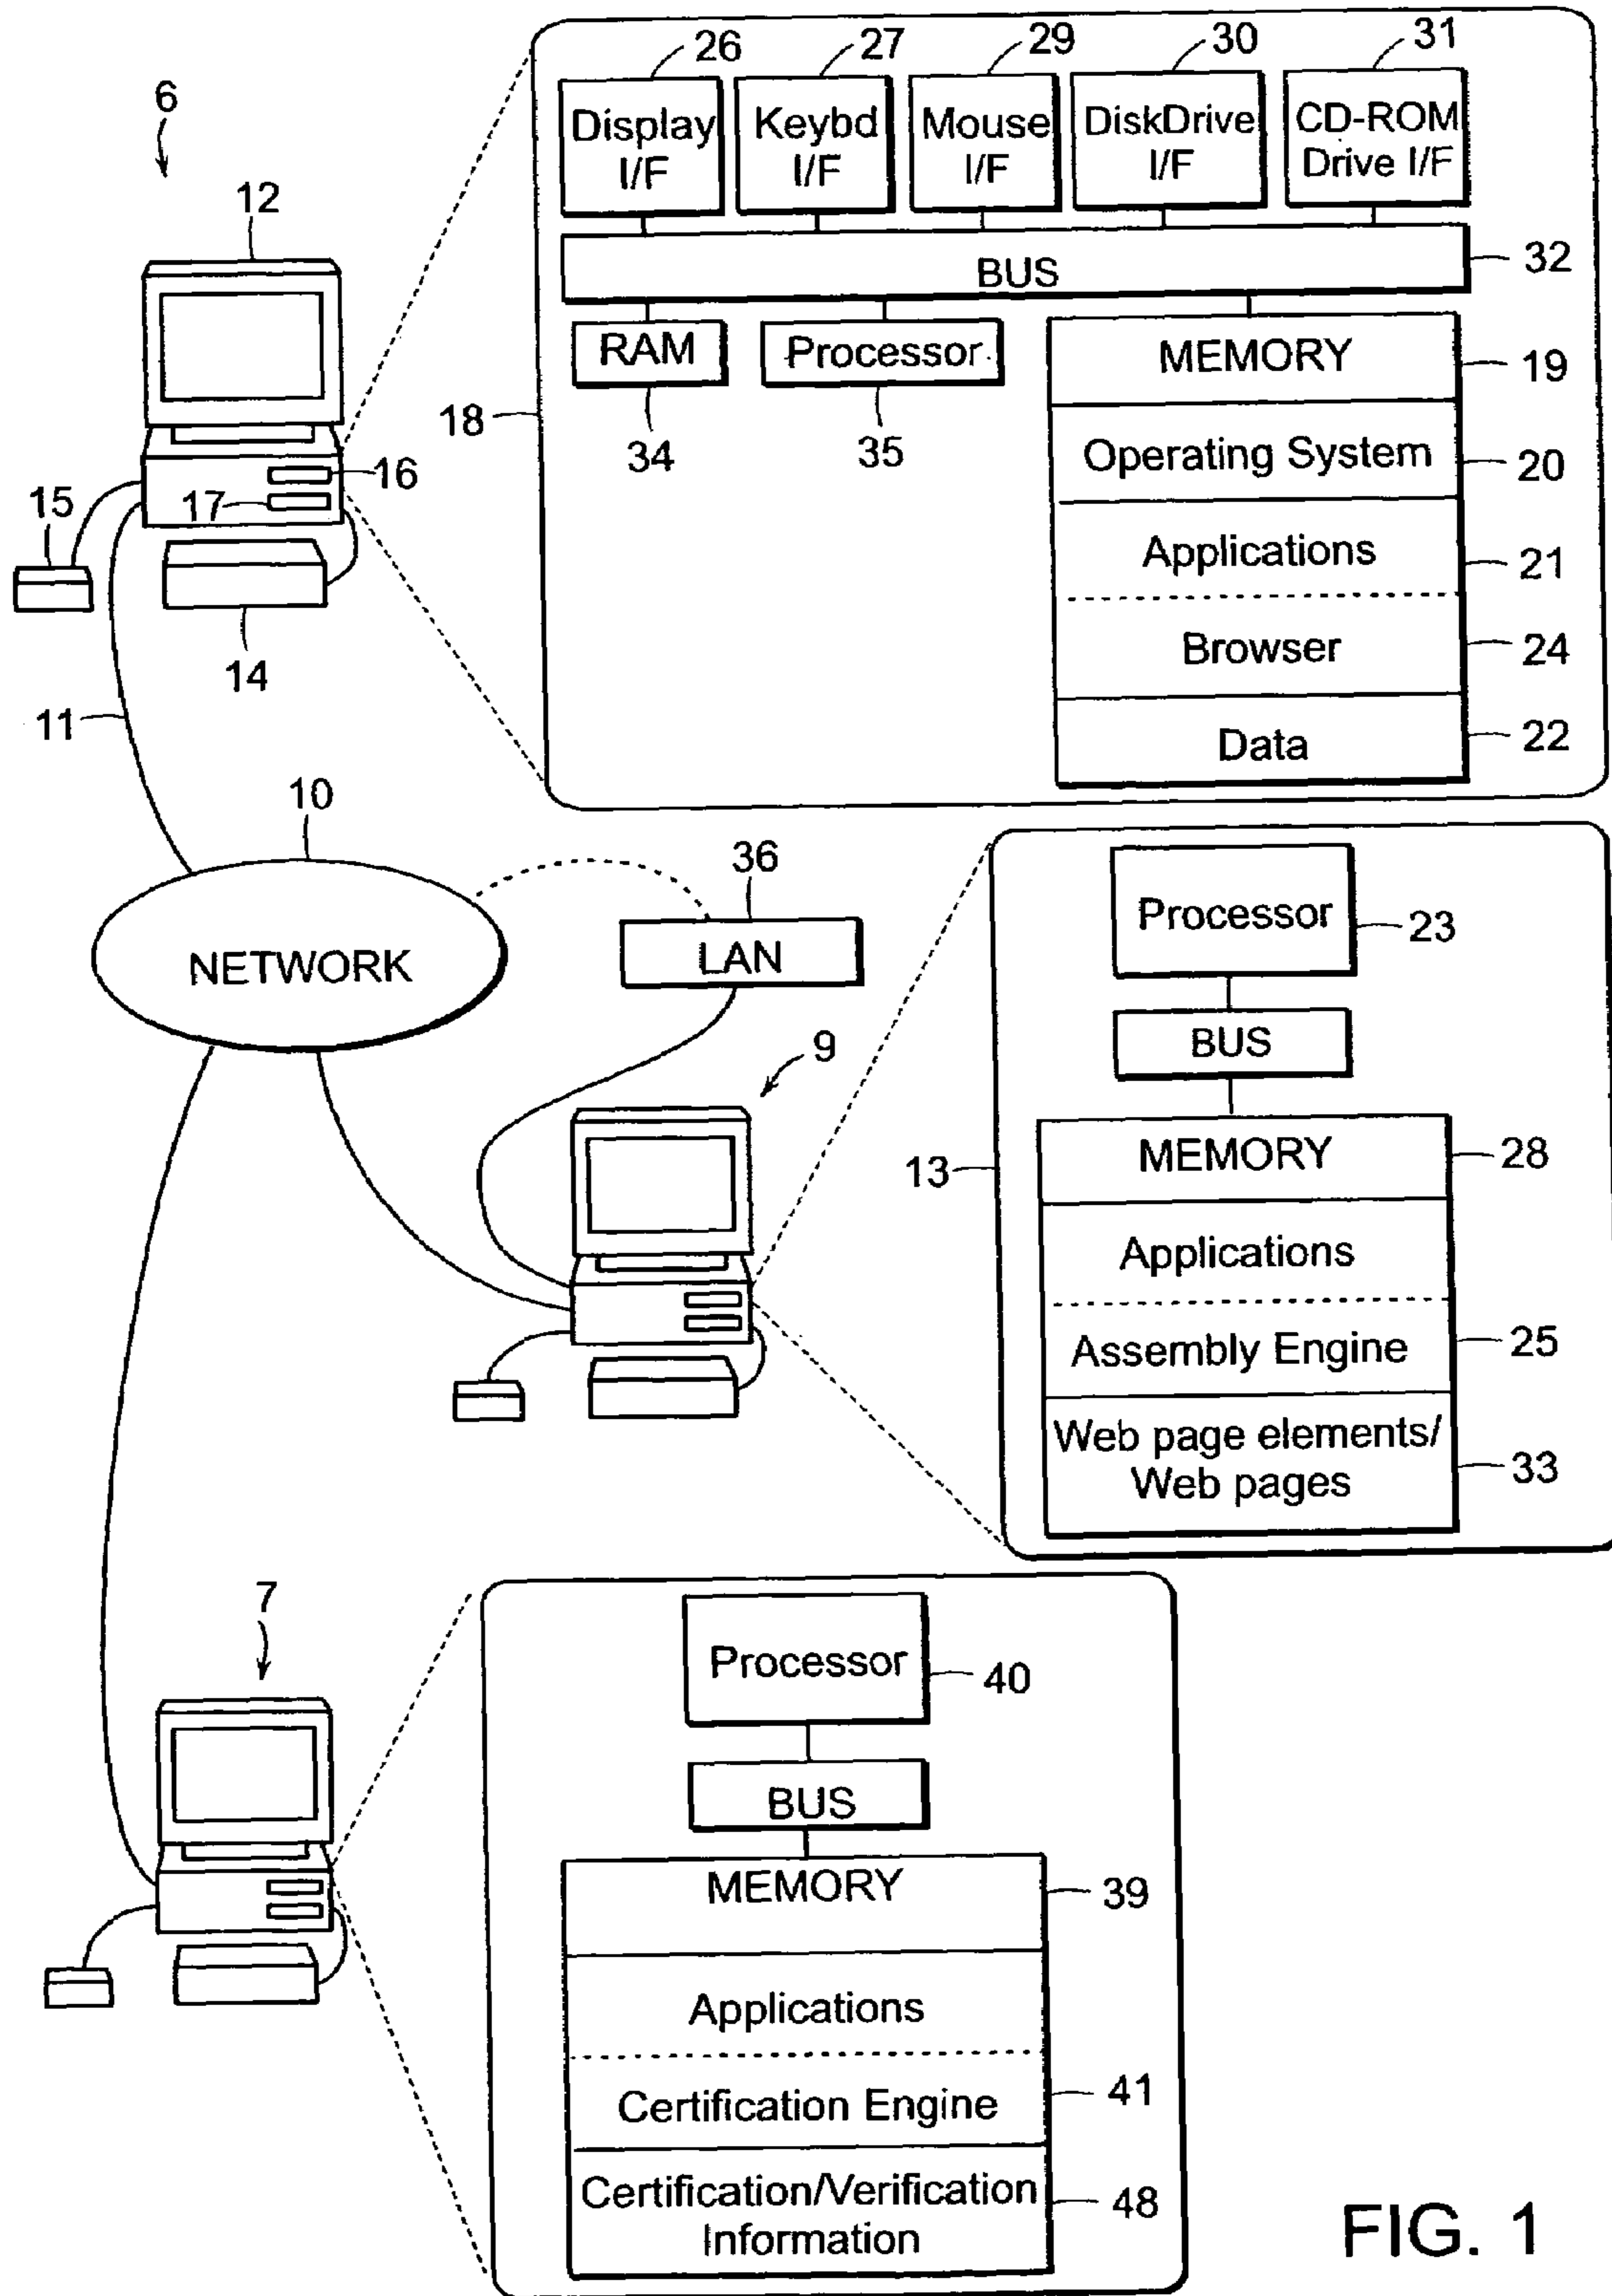 26
27
29
30
31
6
Display
I/F
Keybd
I/F
Mouse
I/F
DiskDrive
I/F
CD-ROM
Drive I/F
12
BUS
32
RAM
Processor
MEMORY
19
18
34
35
Operating System
20
16
17
15
Applications
21
14
Browser
24
11
Data
22
10
36
NETWORK
LAN
Processor
23
9
BUS
13
MEMORY
28
Applications
Assembly Engine
25
Web page elements/
Web pages
33
7
Processor
40
BUS
MEMORY
39
Applications
Certification Engine
41
Certification/Verification
Information
48
FIG. 1